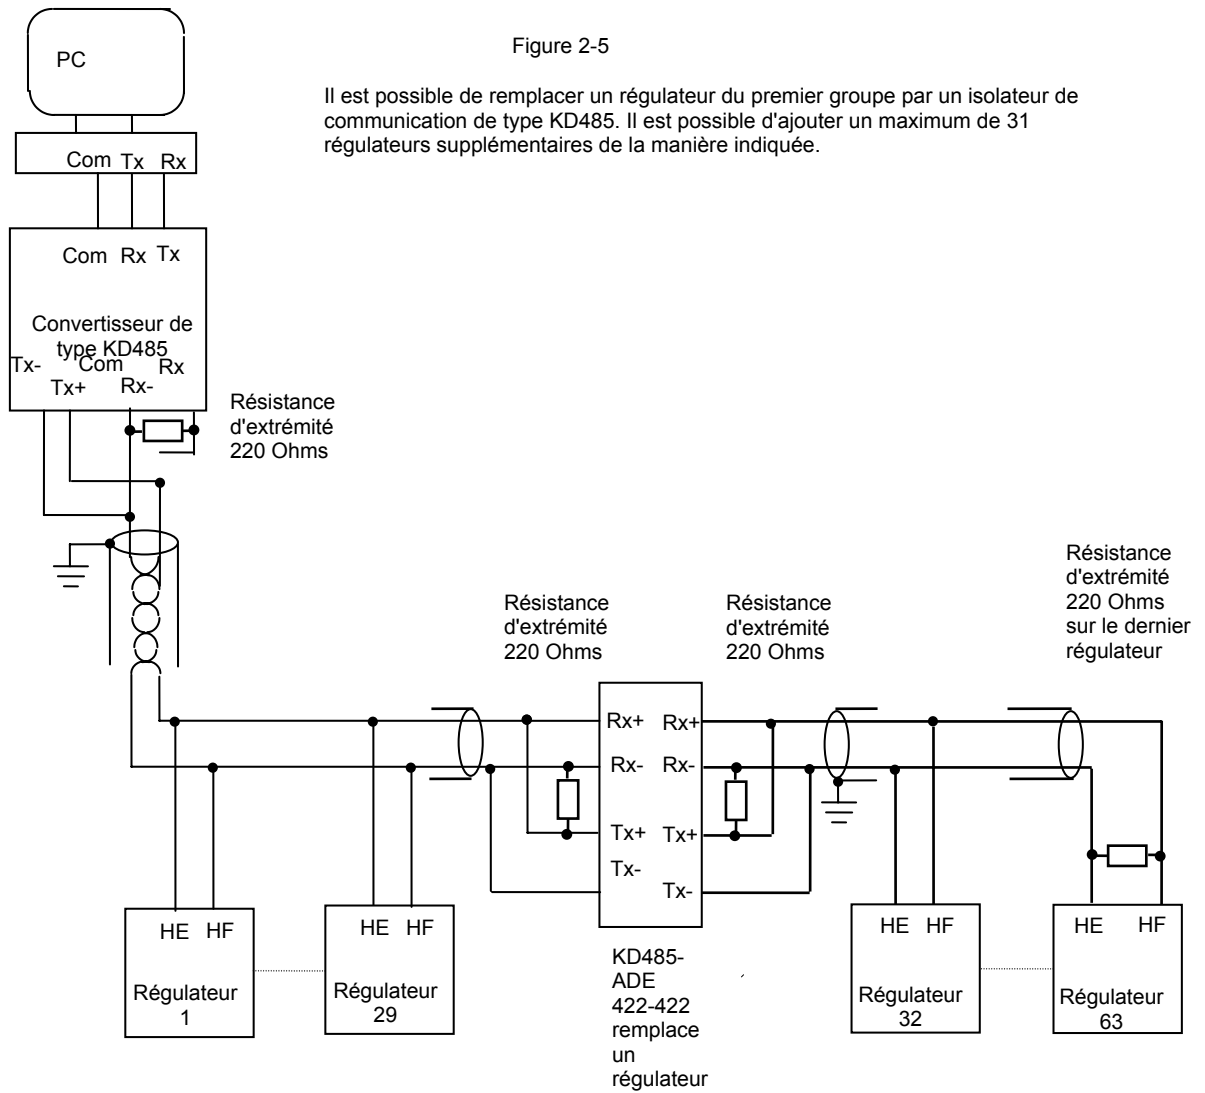 PC
Figure 2-5
Il est possible de remplacer un régulateur du premier groupe par un isolateur de
communication de type KD485. Il est possible d'ajouter un maximum de 31
régulateurs supplémentaires de la manière indiquée.
Com Tx Rx
Com Rx Tx
Convertisseur de
type KD485
Tx- Com Rx
Tx+ Rx-
Résistance
d'extrémité
220 Ohms
Résistance
d'extrémité
220 Ohms
Résistance
d'extrémité
220 Ohms
Résistance
d'extrémité
220 Ohms
sur le dernier
régulateur
Rx+ Rx+
Rx- Rx-
Tx+ Tx+
Tx-
Tx-
HE HF
Régulateur
1
HE HF
Régulateur
29
KD485-
ADE
422-422
remplace
un
régulateur
HE HF
Régulateur
32
HE HF
Régulateur
63